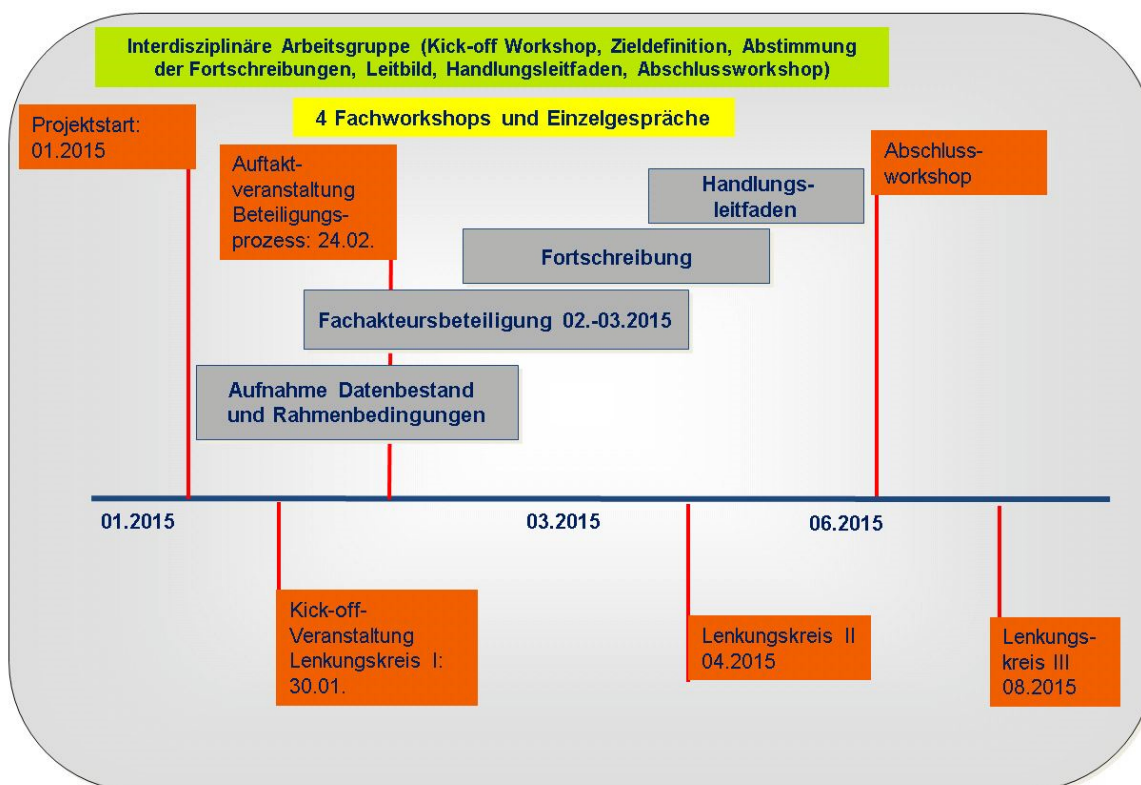 Interdisziplinäre Arbeitsgruppe (Kick-off Workshop, Zieldefinition, Abstimmung
der Fortschreibungen, Leitbild, Handlungsleitfaden, Abschlussworkshop)
4 Fachworkshops und Einzelgespräche
Projektstart:
01.2015
Auftakt-
veranstaltung
Beteiligungs-
prozess: 24.02.
Abschluss-
workshop
Handlungs-
leitfaden
Fortschreibung
Fachakteursbeteiligung 02.-03.2015
Aufnahme Datenbestand
und Rahmenbedingungen
01.2015
03.2015
06.2015
Kick-off-
Veranstaltung
Lenkungskreis I:
30.01.
Lenkungskreis II
04.2015
Lenkungs-
kreis III
08.2015